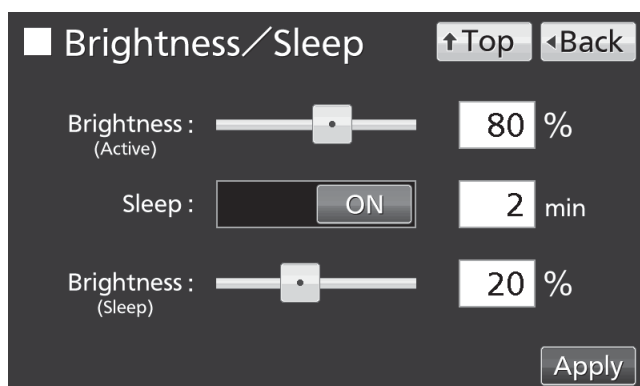 Brightness／Sleep
↑Top
◂Back
Brightness : 80 %
(Active)
Sleep : ON 2 min
Brightness : 20 %
(Sleep)
Apply